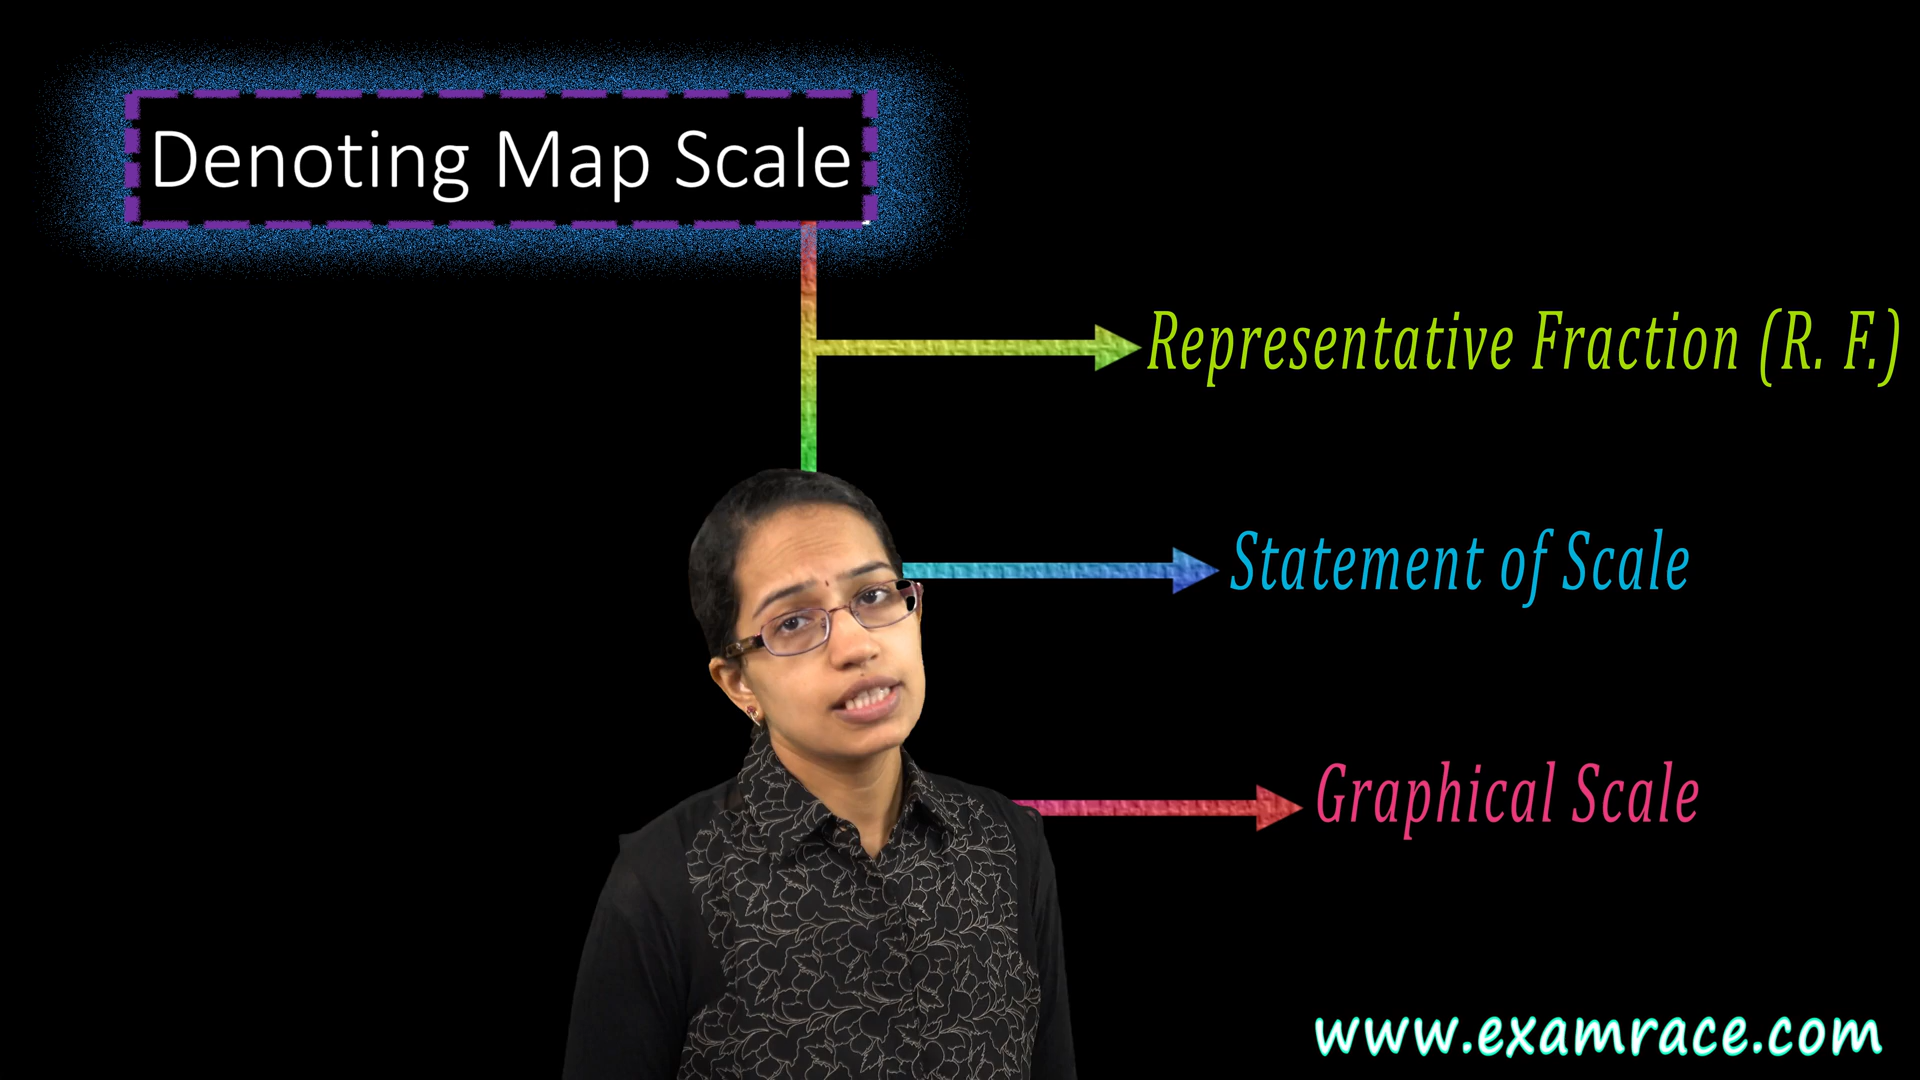 Denoting Map Scale
Representative Fraction (R. F.)
Statement of Scale
Graphical Scale
www.examrace.com